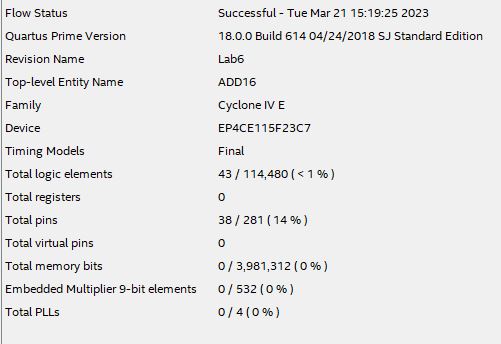 Flow Status Successful - Tue Mar 21 15:19:25 2023
Quartus Prime Version 18.0.0 Build 614 04/24/2018 SJ Standard Edition
Revision Name Lab6
Top-level Entity Name ADD16
Family Cyclone IV E
Device EP4CE115F23C7
Timing Models Final
Total logic elements 43 / 114,480 ( < 1 % )
Total registers 0
Total pins 38 / 281 ( 14 % )
Total virtual pins 0
Total memory bits 0 / 3,981,312 ( 0 % )
Embedded Multiplier 9-bit elements 0 / 532 ( 0 % )
Total PLLs 0 / 4 ( 0 % )